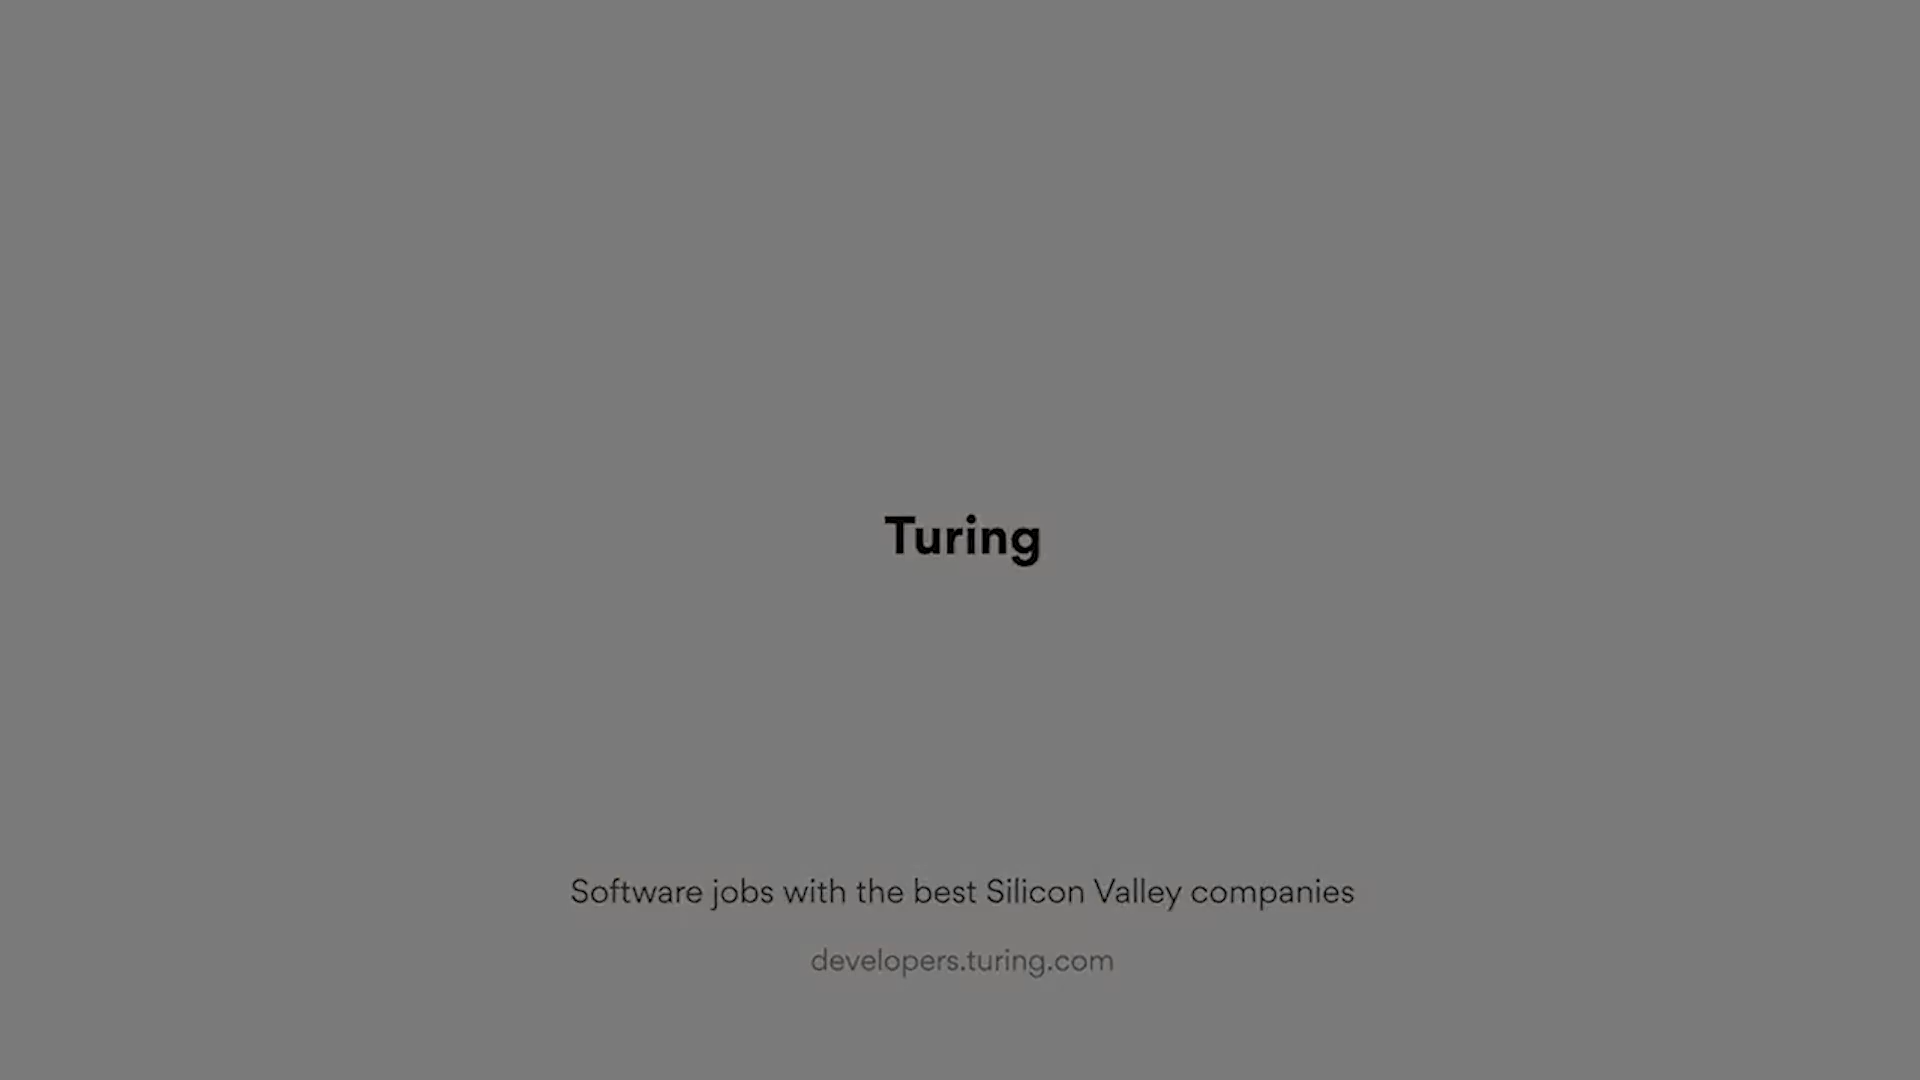 Turing
Software jobs with the best Silicon Valley companies
developers.turing.com